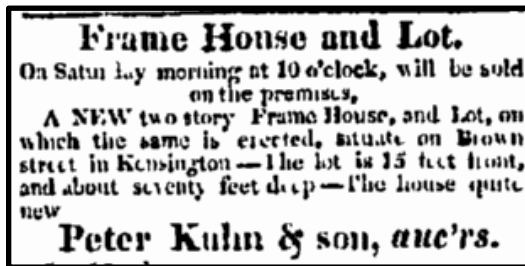 Frame House and Lot.
On Saturday morning at 10 o'clock, will be sold
on the premises,
A NEW two story Frame House, and Lot, on
which the same is erected, situate on Brown
street in Kensington—The lot is 15 feet front,
and about seventy feet deep—The house quite
new
Peter Kuhn & son, auc'rs.